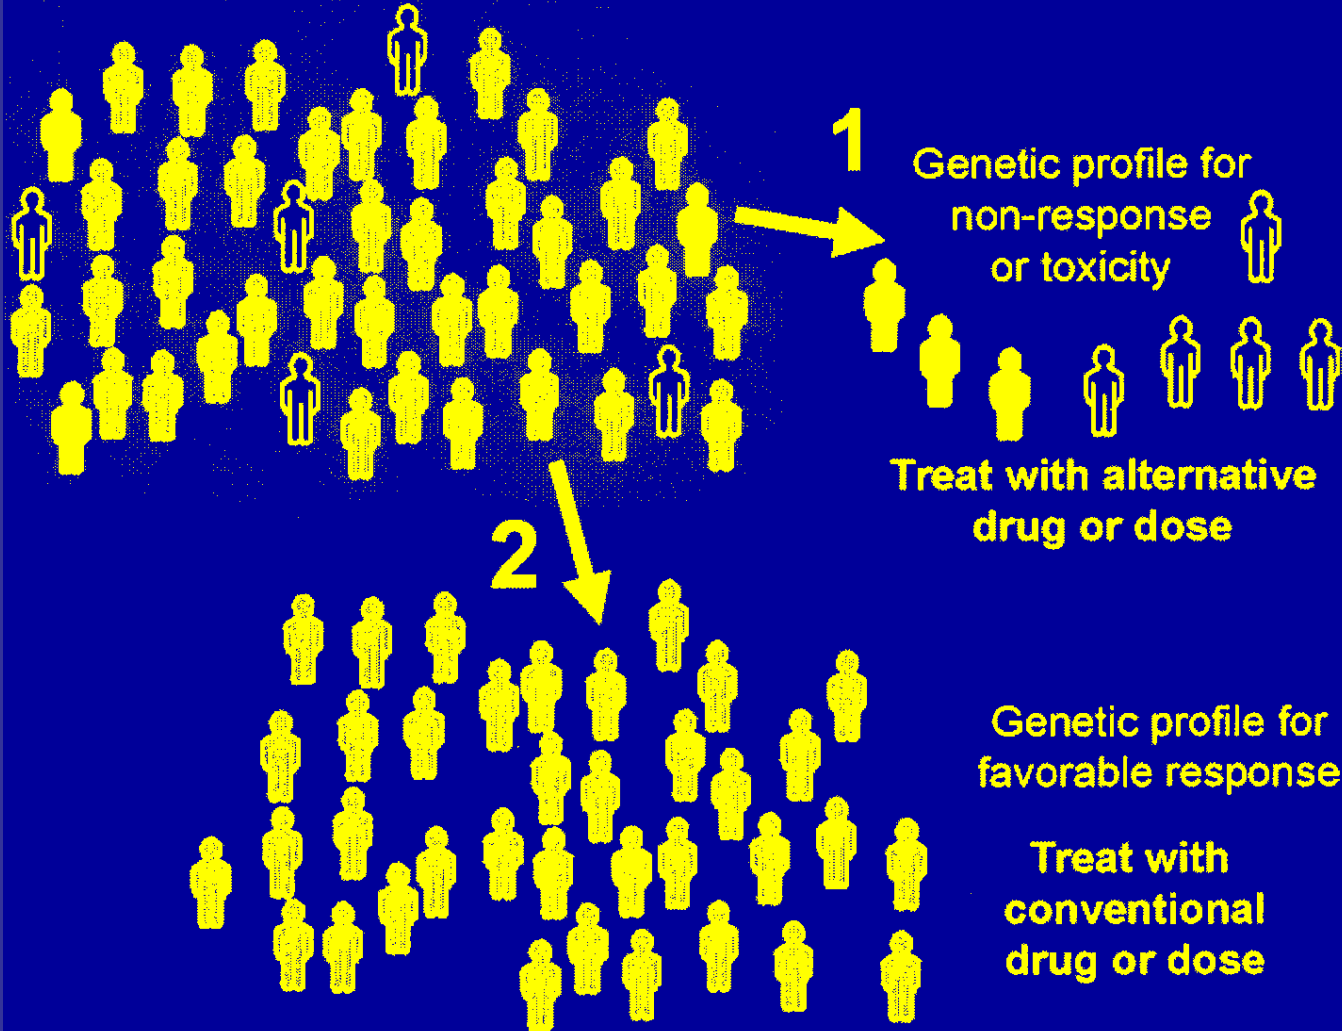 1
Genetic profile for
non-response
or toxicity
Treat with alternative
drug or dose
2
Genetic profile for
favorable response
Treat with
conventional
drug or dose